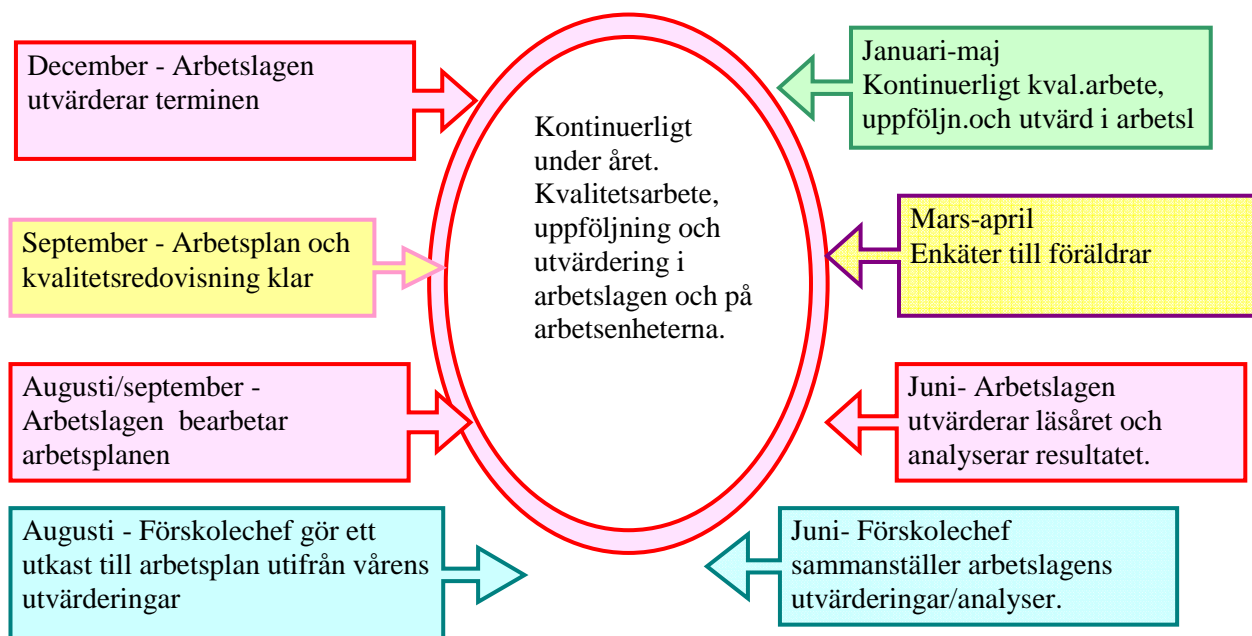 December - Arbetslagen
utvärderar terminen
September - Arbetsplan och
kvalitetsredovisning klar
Augusti/september -
Arbetslagen  bearbetar
arbetsplanen
Augusti - Förskolechef gör ett
utkast till arbetsplan utifrån vårens
utvärderingar
Kontinuerligt
under året.
Kvalitetsarbete,
uppföljning och
utvärdering i
arbetslagen och på
arbetsenheterna.
Januari-maj
Kontinuerligt kval.arbete,
uppföljn.och utvärd i arbetsl
Mars-april
Enkäter till föräldrar
Juni- Arbetslagen
utvärderar läsåret och
analyserar resultatet.
Juni- Förskolechef
sammanställer arbetslagens
utvärderingar/analyser.